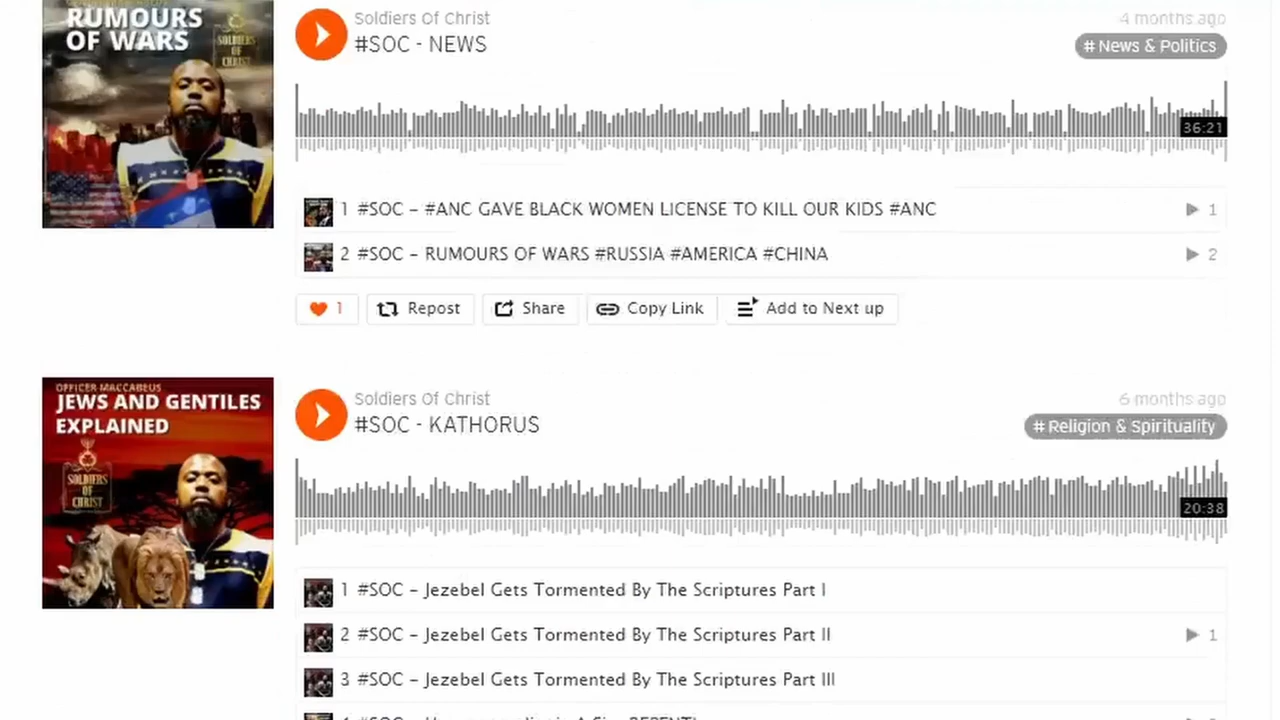 RUMOURS
OF WARS
SOLDIERS
OF
CHRIST
Soldiers Of Christ
4 months ago
#SOC - NEWS
# News & Politics
36:21
1 #SOC - #ANC GAVE BLACK WOMEN LICENSE TO KILL OUR KIDS #ANC
1
2 #SOC - RUMOURS OF WARS #RUSSIA #AMERICA #CHINA
2
1
Repost
Share
Copy Link
Add to Next up
OFFICER MACCABEUS
JEWS AND GENTILES
EXPLAINED
SOLDIERS
OF
CHRIST
Soldiers Of Christ
6 months ago
#SOC - KATHORUS
# Religion & Spirituality
20:38
1 #SOC - Jezebel Gets Tormented By The Scriptures Part I
2 #SOC - Jezebel Gets Tormented By The Scriptures Part II
1
3 #SOC - Jezebel Gets Tormented By The Scriptures Part III